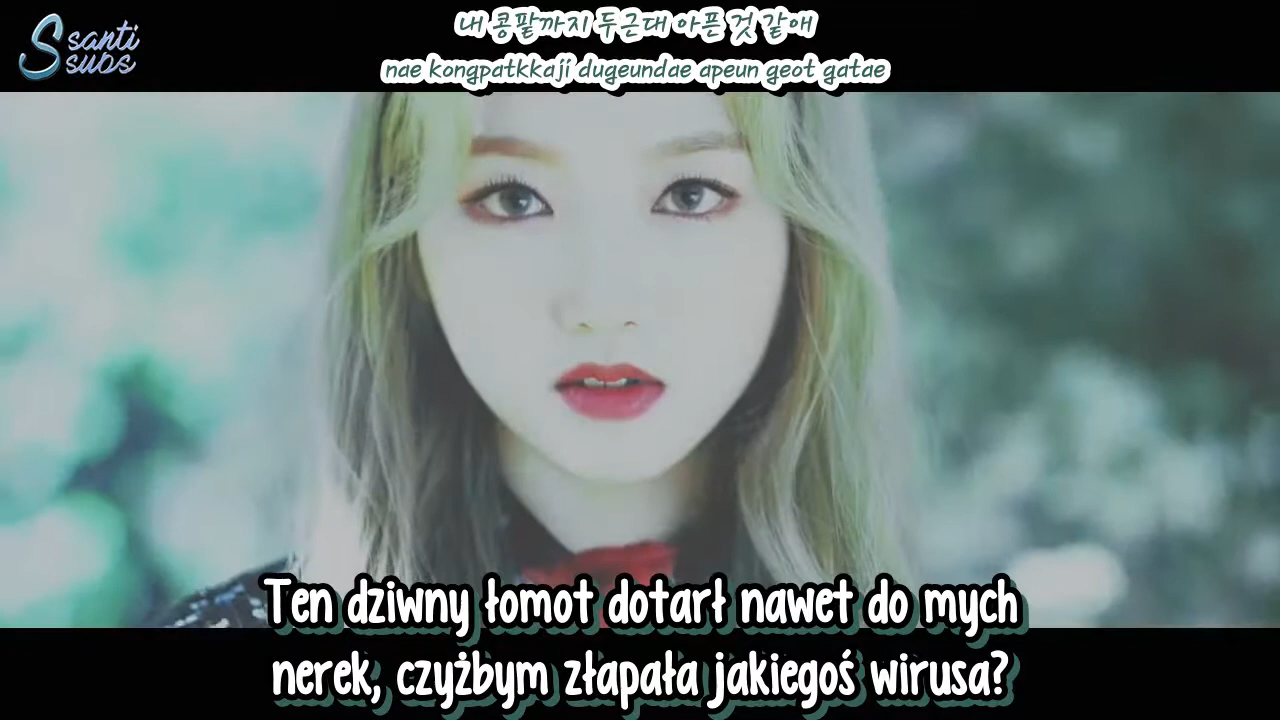 Ssanti
subs
내 콩팥까지 두근대 아픈 것 같애
nae kongpatkkaji dugeundae apeun geot gatae
Ten dziwny łomot dotarł nawet do mych
nerek, czyżbym złapała jakiegoś wirusa?